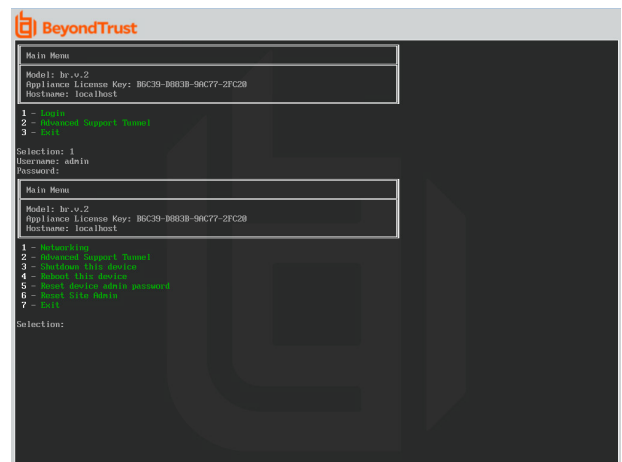 BeyondTrust
Main Menu
Model: br.v.2
Appliance License Key: B6C39-D883B-9AC77-2FC20
Hostname: localhost
1 - Login
2 - Advanced Support Tunnel
3 - Exit
Selection: 1
Username: admin
Password:
Main Menu
Model: br.v.2
Appliance License Key: B6C39-D883B-9AC77-2FC20
Hostname: localhost
1 - Networking
2 - Advanced Support Tunnel
3 - Shutdown this device
4 - Reboot this device
5 - Reset device admin password
6 - Reset Site Admin
7 - Exit
Selection: